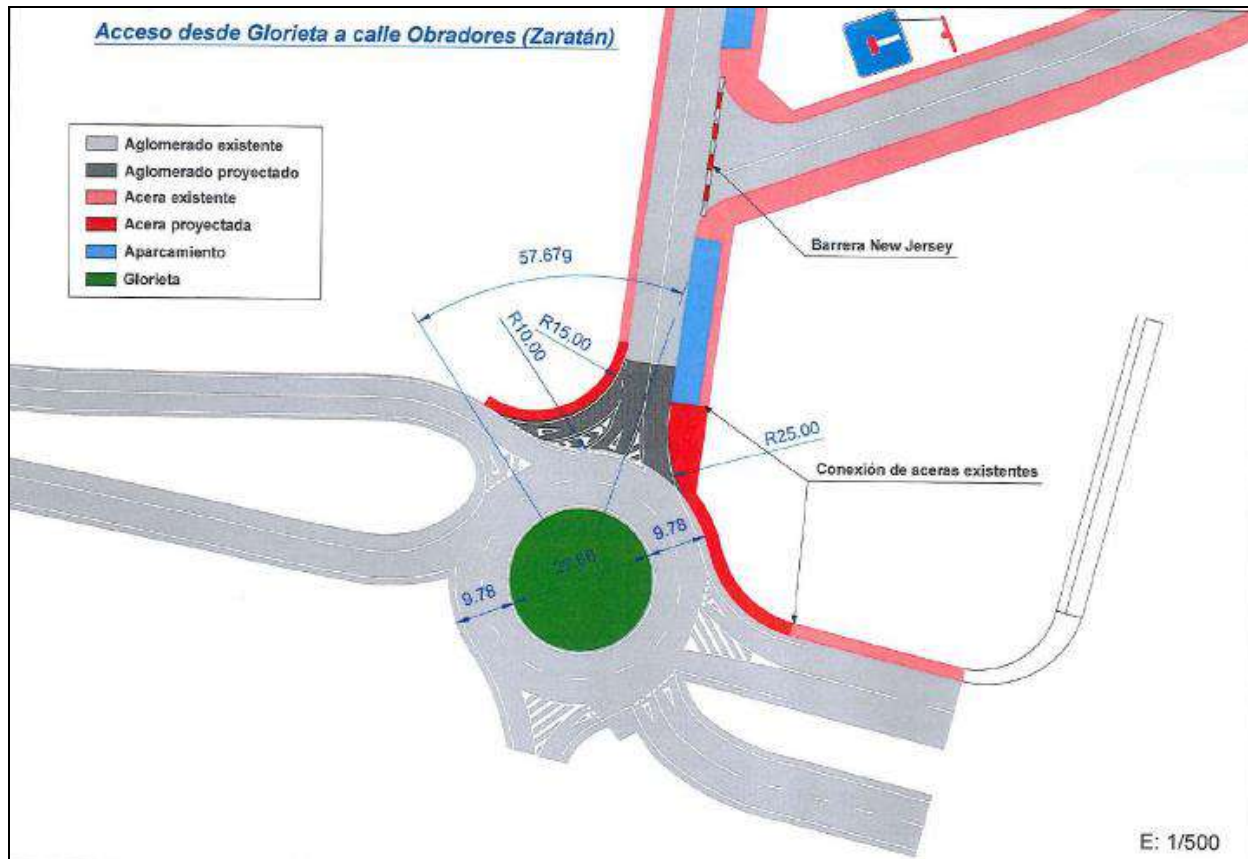 Acceso desde Glorieta a calle Obradores (Zaratán)
Aglomerado existente
Aglomerado proyectado
Acera existente
Acera proyectada
Aparcamiento
Glorieta
Barrera New Jersey
57.67g
R15.00
R10.00
R25.00
Conexión de aceras existentes
9.78
9.78
E: 1/500